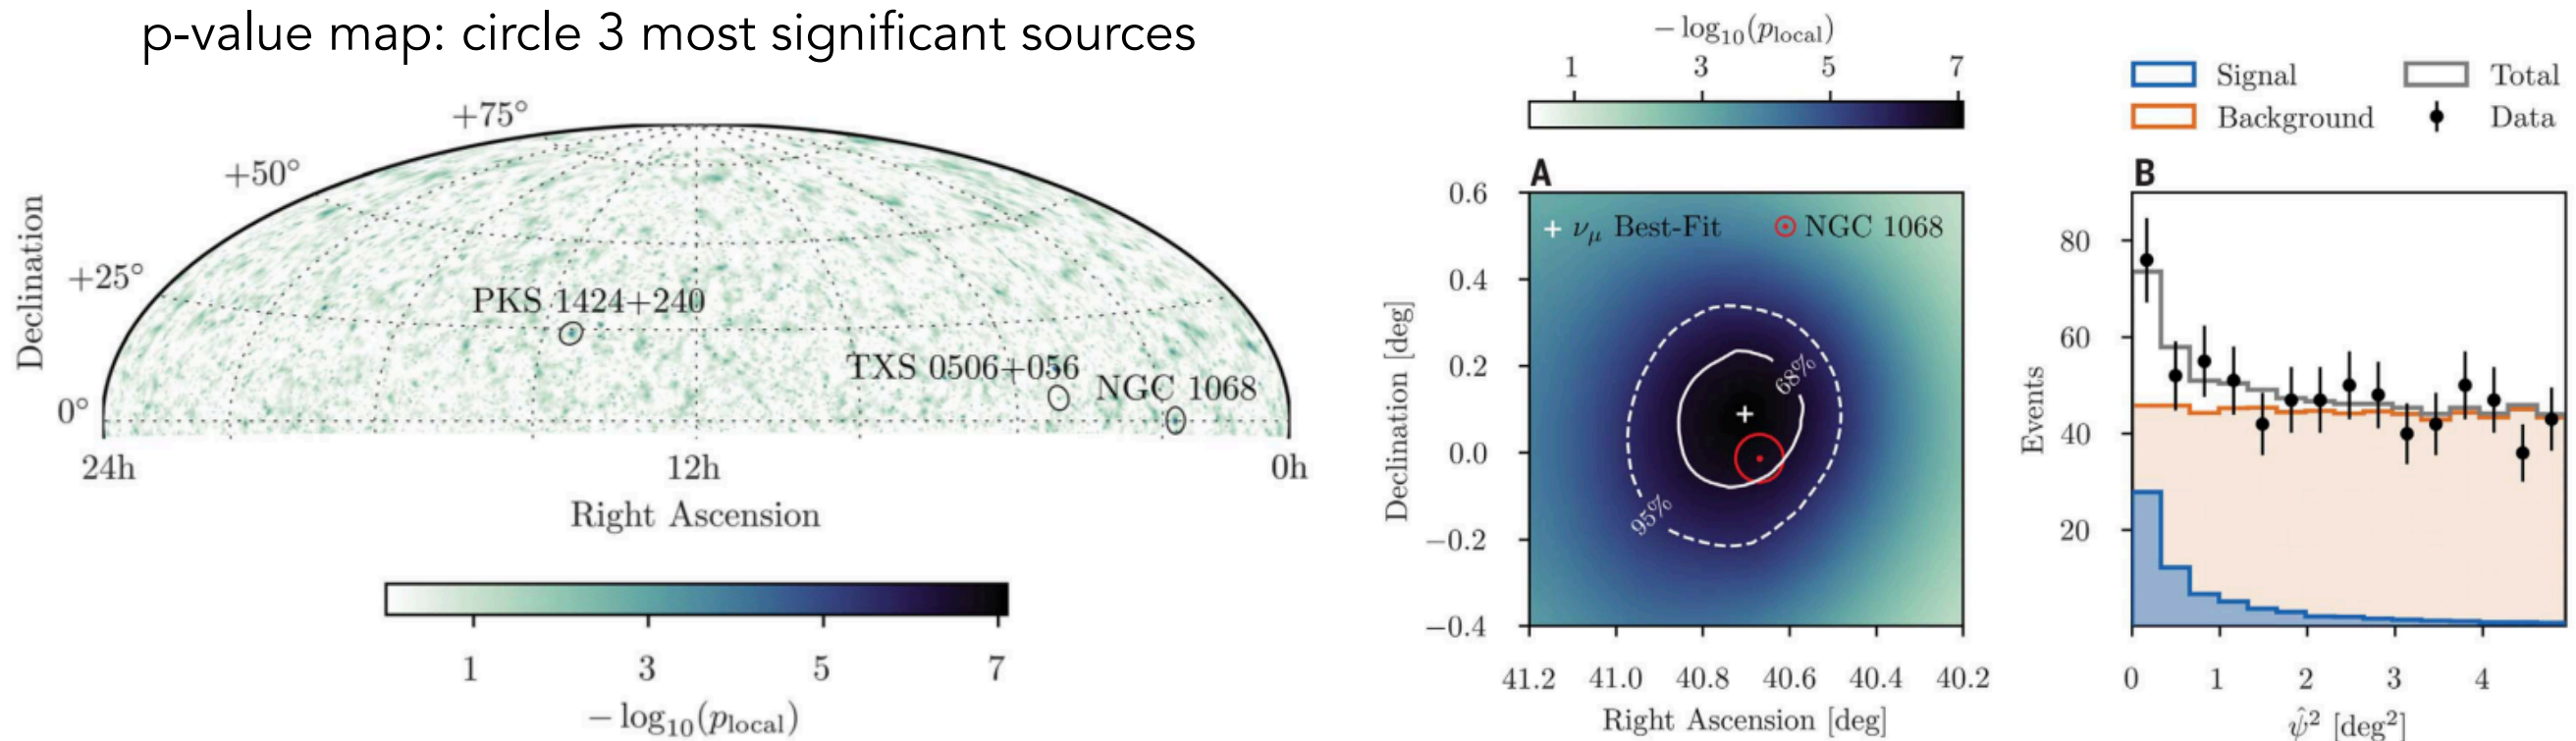 p-value map: circle 3 most significant sources
+75°
+50°
+25°
0°
Declination
PKS 1424+240
TXS 0506+056
NGC 1068
24h 12h 0h
Right Ascension
1 3 5 7
− log₁₀(p_local)
− log₁₀(p_local)
1 3 5 7
A
+ ν_μ Best-Fit ⊙ NGC 1068
68%
95%
0.6
0.4
0.2
0.0
−0.2
−0.4
Declination [deg]
41.2 41.0 40.8 40.6 40.4 40.2
Right Ascension [deg]
Signal Total
Background Data
B
80
60
40
20
Events
0 1 2 3 4
ψ̂² [deg²]